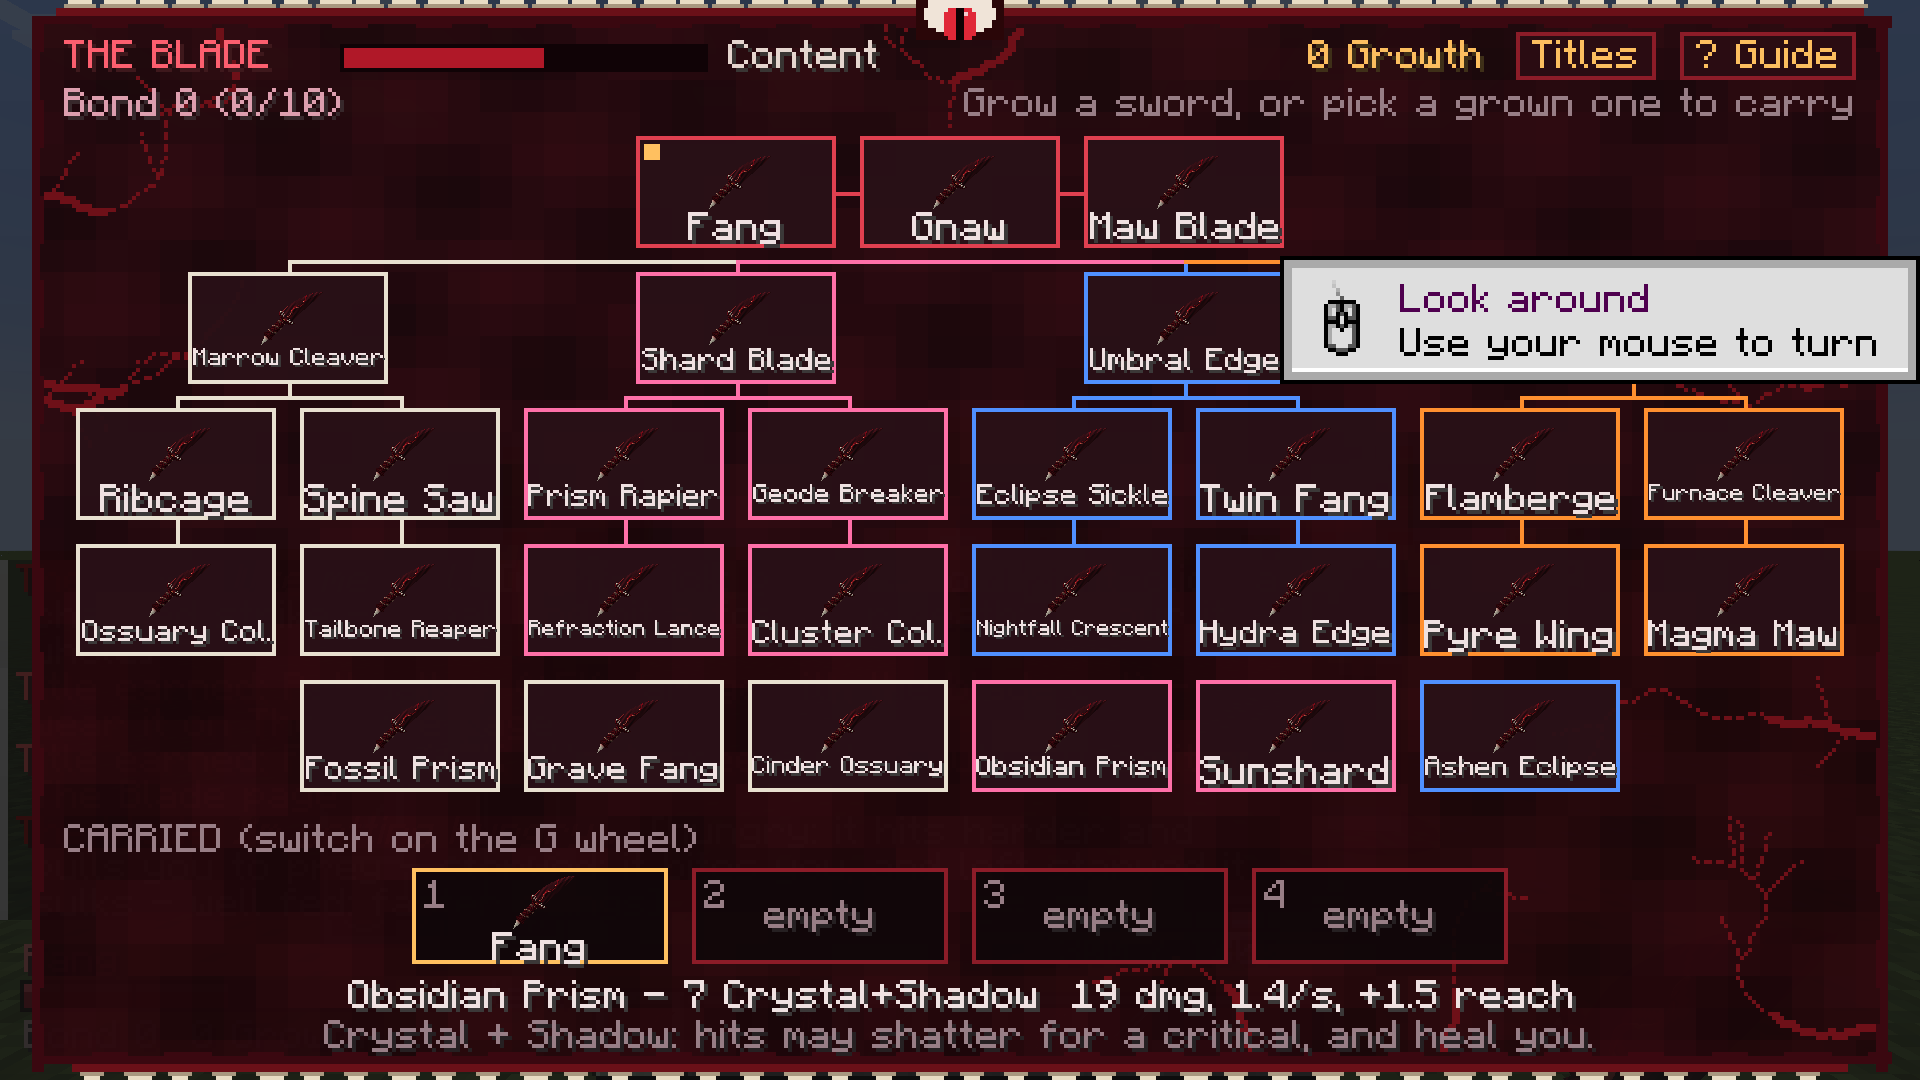 THE BLADE
Content
0 Growth
Titles
? Guide
Bond 0 (0/10)
Grow a sword, or pick a grown one to carry
Fang
Gnaw
Maw Blade
Marrow Cleaver
Shard Blade
Umbral Edge
Look around
Use your mouse to turn
Ribcage
Spine Saw
Prism Rapier
Geode Breaker
Eclipse Sickle
Twin Fang
Flamberge
Furnace Cleaver
Ossuary Col.
Tailbone Reaper
Refraction Lance
Cluster Col.
Nightfall Crescent
Hydra Edge
Pyre Wing
Magma Maw
Fossil Prism
Grave Fang
Cinder Ossuary
Obsidian Prism
Sunshard
Ashen Eclipse
CARRIED (switch on the G wheel)
1
Fang
2
empty
3
empty
4
empty
Obsidian Prism - ? Crystal+Shadow 19 dmg, 1.4/s, +1.5 reach
Crystal + Shadow: hits may shatter for a critical, and heal you.